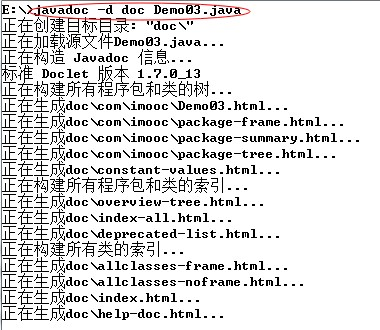 E:\>javadoc -d doc Demo03.java
正在创建目标目录: "doc\"
正在加载源文件Demo03.java...
正在构造 Javadoc 信息...
标准 Doclet 版本 1.7.0_13
正在构建所有程序包和类的树...
正在生成doc\com\imooc\Demo03.html...
正在生成doc\com\imooc\package-frame.html...
正在生成doc\com\imooc\package-summary.html...
正在生成doc\com\imooc\package-tree.html...
正在生成doc\constant-values.html...
正在构建所有程序包和类的索引...
正在生成doc\overview-tree.html...
正在生成doc\index-all.html...
正在生成doc\deprecated-list.html...
正在构建所有类的索引...
正在生成doc\allclasses-frame.html...
正在生成doc\allclasses-noframe.html...
正在生成doc\index.html...
正在生成doc\help-doc.html...